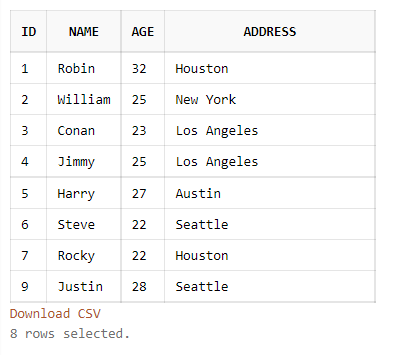 ID NAME AGE ADDRESS
1 Robin 32 Houston
2 William 25 New York
3 Conan 23 Los Angeles
4 Jimmy 25 Los Angeles
5 Harry 27 Austin
6 Steve 22 Seattle
7 Rocky 22 Houston
9 Justin 28 Seattle
Download CSV
8 rows selected.